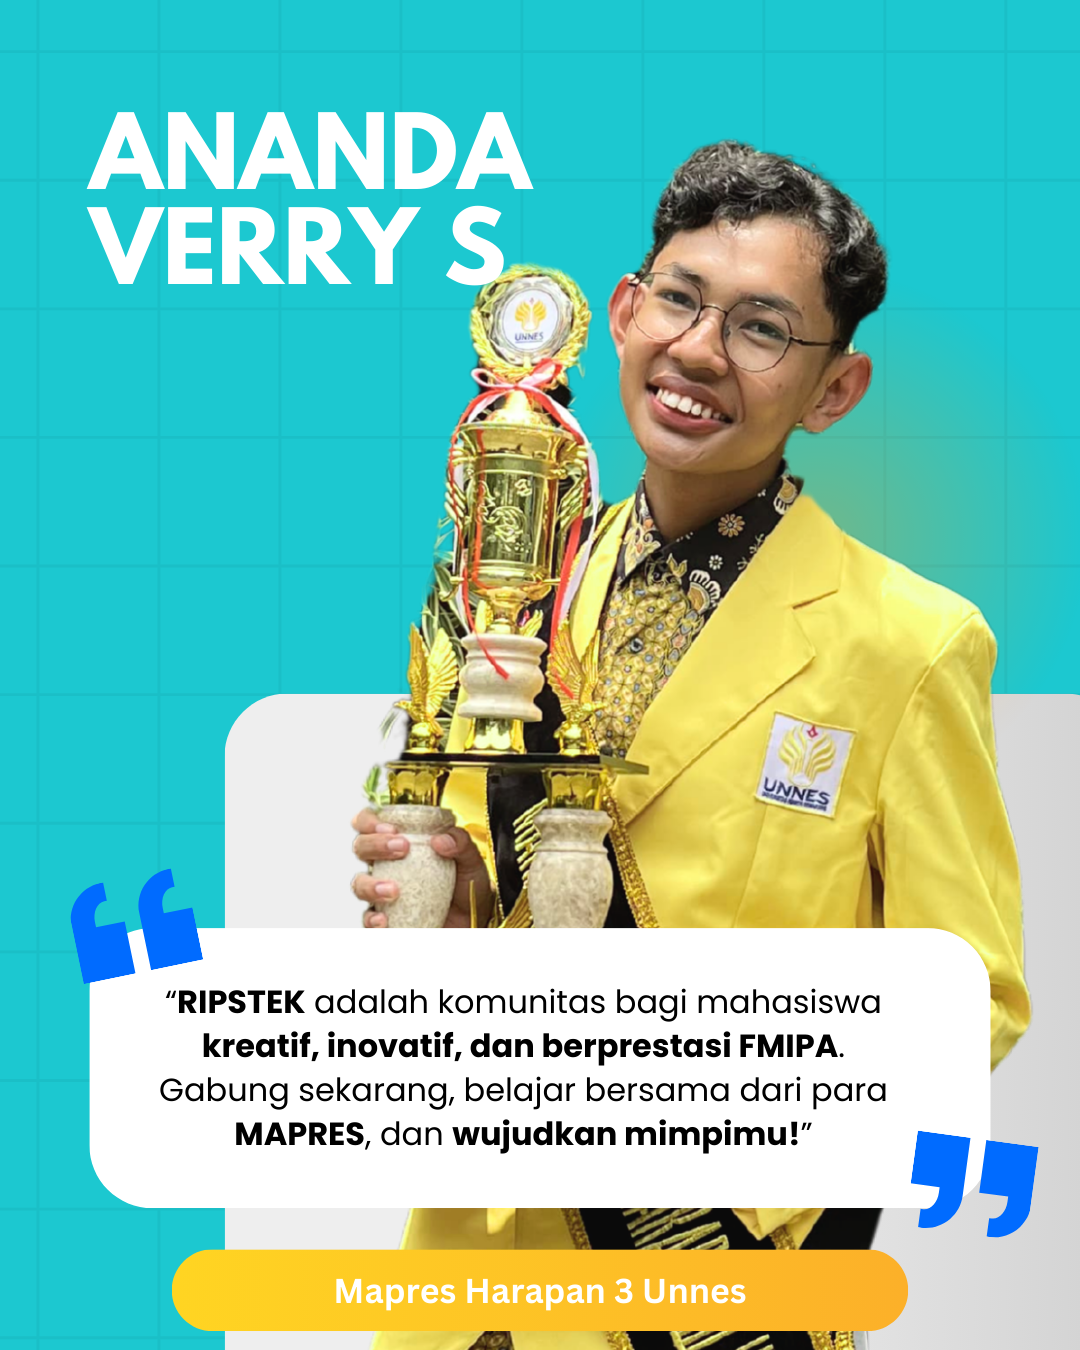 ANANDA
VERRY S
UNNES
UNNES
“RIPSTEK adalah komunitas bagi mahasiswa
kreatif, inovatif, dan berprestasi FMIPA.
Gabung sekarang, belajar bersama dari para
MAPRES, dan wujudkan mimpimu!”
Mapres Harapan 3 Unnes